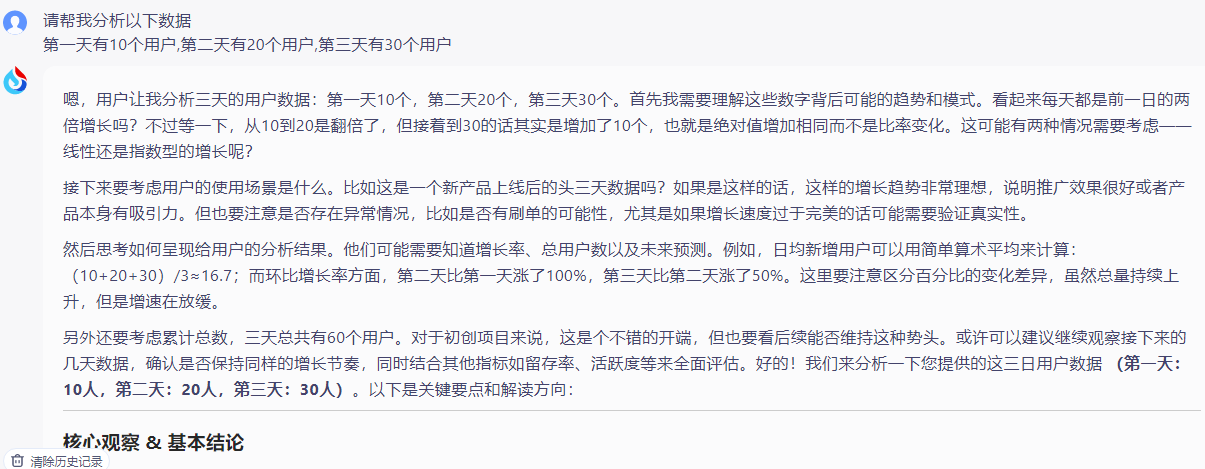 请帮我分析以下数据
第一天有10个用户,第二天有20个用户,第三天有30个用户
嗯，用户让我分析三天的用户数据：第一天10个，第二天20个，第三天30个。首先我需要理解这些数字背后可能的趋势和模式。看起来每天都是前一日的两
倍增长吗？不过等一下，从10到20是翻倍了，但接着到30的话其实是增加了10个，也就是绝对值增加相同而不是比率变化。这可能有两种情况需要考虑——
线性还是指数型的增长呢？
接下来要考虑用户的使用场景是什么。比如这是一个新产品上线后的头三天数据吗？如果是这样的话，这样的增长趋势非常理想，说明推广效果很好或者产
品本身有吸引力。但也要注意是否存在异常情况，比如是否有刷单的可能性，尤其是如果增长速度过于完美的话可能需要验证真实性。
然后思考如何呈现给用户的分析结果。他们可能需要知道增长率、总用户数以及未来预测。例如，日均新增用户可以用简单算术平均来计算：
（10+20+30）/3≈16.7；而环比增长率方面，第二天比第一天涨了100%，第三天比第二天涨了50%。这里要注意区分百分比的变化差异，虽然总量持续上
升，但是增速在放缓。
另外还要考虑累计总数，三天总共有60个用户。对于初创项目来说，这是个不错的开端，但也要看后续能否维持这种势头。或许可以建议继续观察接下来的
几天数据，确认是否保持同样的增长节奏，同时结合其他指标如留存率、活跃度等来全面评估。好的！我们来分析一下您提供的这三日用户数据 （第一天：
10人，第二天：20人，第三天：30人）。以下是关键要点和解读方向：
核心观察 & 基本结论
清除历史记录